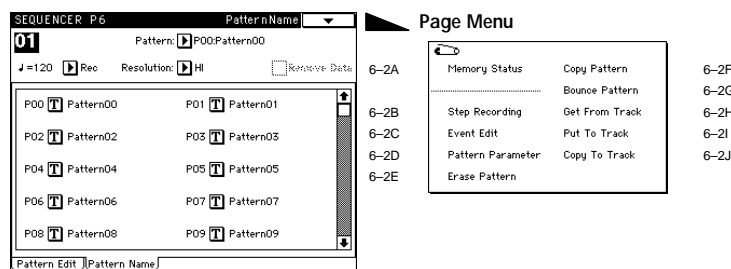 SEQUENCER P6 PatternName
01 Pattern: P00:Pattern00
♩=120 Rec Resolution: HI Remove Data
P00 T Pattern00 P01 T Pattern01
P02 T Pattern02 P03 T Pattern03
P04 T Pattern04 P05 T Pattern05
P06 T Pattern06 P07 T Pattern07
P08 T Pattern08 P09 T Pattern09
Pattern Edit Pattern Name
Page Menu
6–2A Memory Status Copy Pattern 6–2F
Bounce Pattern 6–2G
6–2B Step Recording Get From Track 6–2H
6–2C Event Edit Put To Track 6–2I
6–2D Pattern Parameter Copy To Track 6–2J
6–2E Erase Pattern